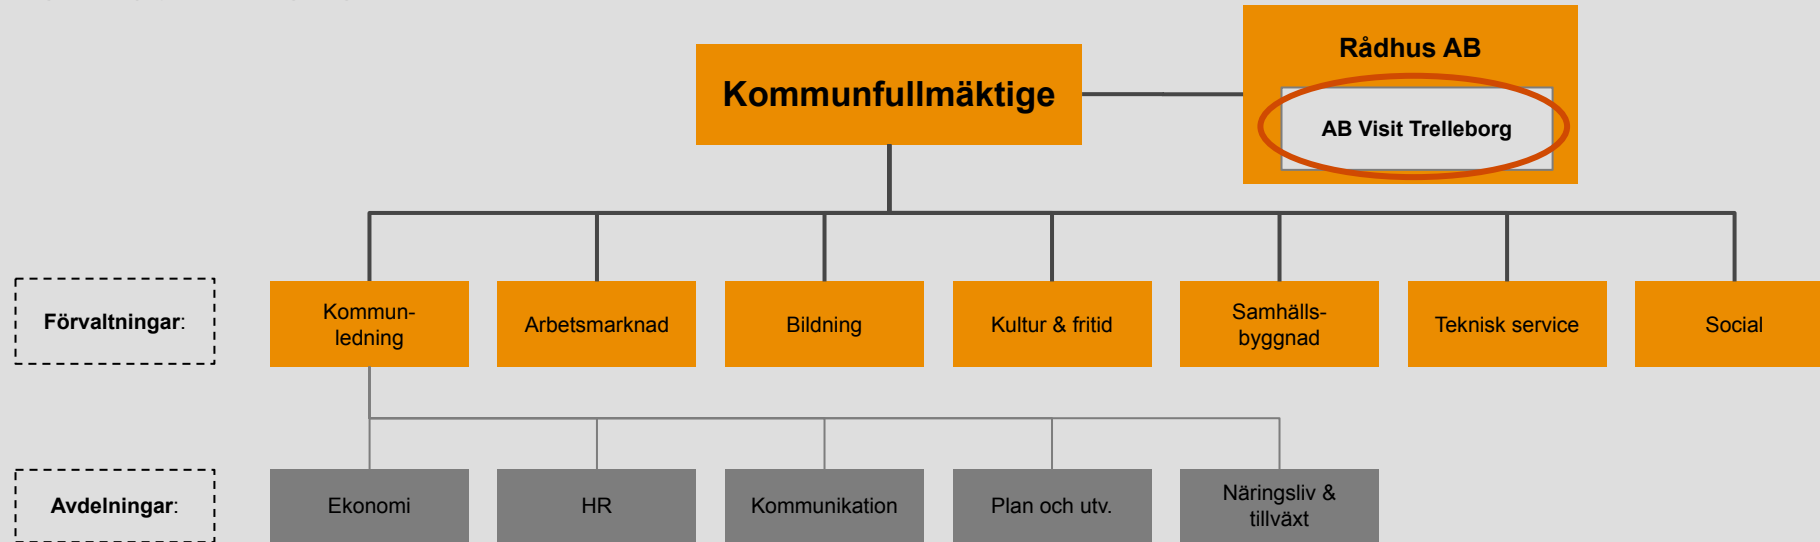 Rådhus AB
Kommunfullmäktige
AB Visit Trelleborg
Förvaltningar:
Kommun-
ledning
Arbetsmarknad
Bildning
Kultur & fritid
Samhälls-
byggnad
Teknisk service
Social
Avdelningar:
Ekonomi
HR
Kommunikation
Plan och utv.
Näringsliv &
tillväxt